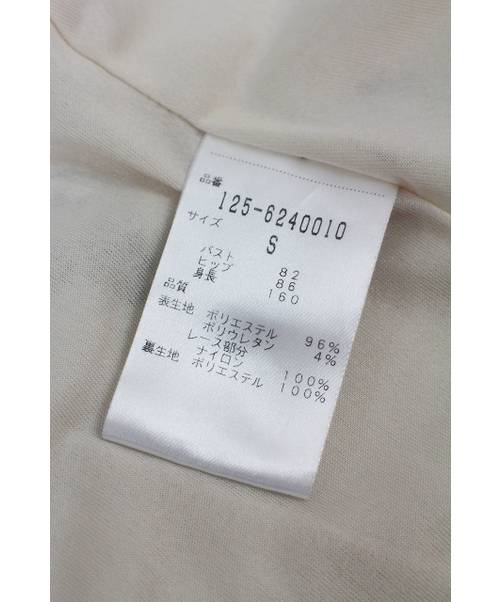 品番
125-6240010
サイズ
S
バスト 82
ヒップ 86
身長 160
品質
表生地 ポリエステル 96%
ポリウレタン 4%
レース部分
ナイロン 100%
裏生地 ポリエステル 100%